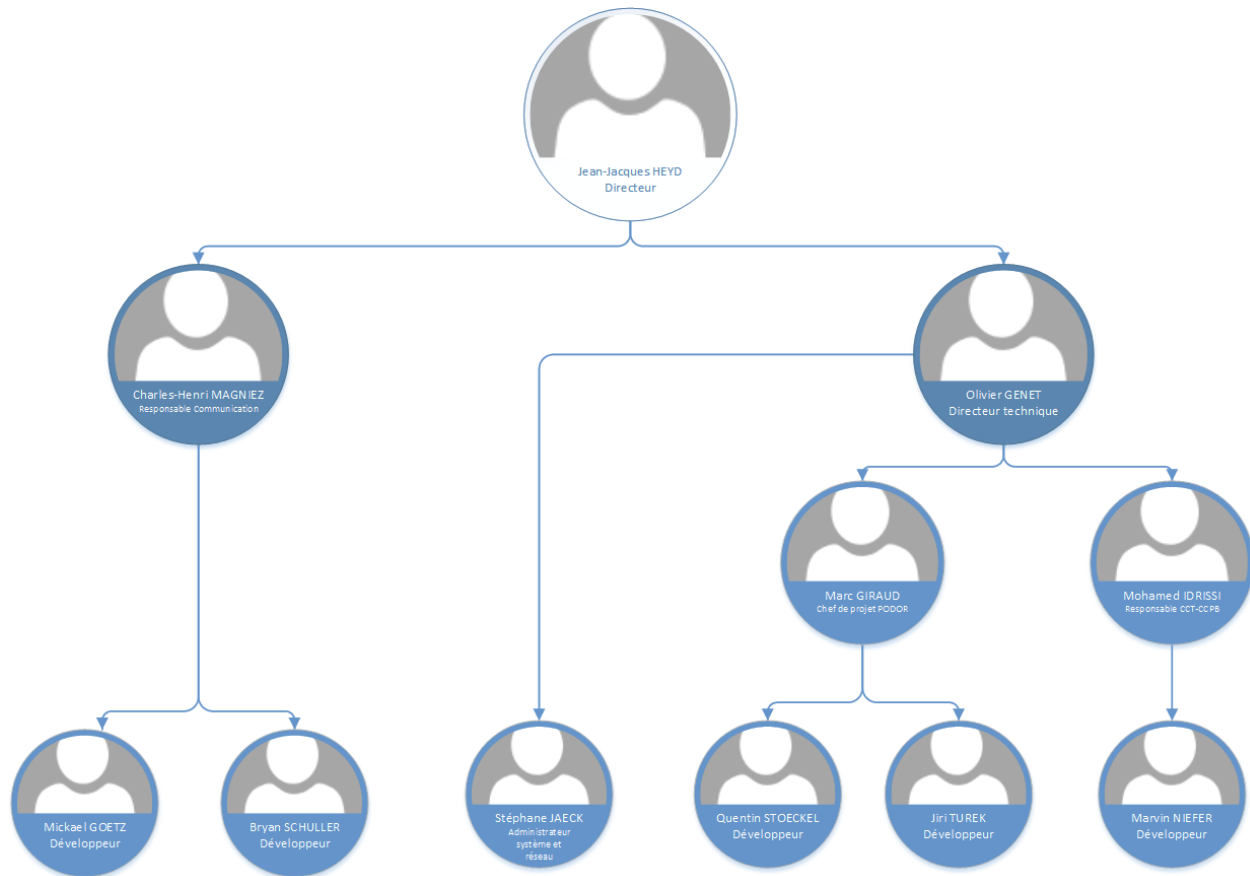 Jean-Jacques HEYD
Directeur
Charles-Henri MAGNIEZ
Responsable Communication
Olivier GENET
Directeur technique
Marc GIRAUD
Chef de projet PODOR
Mohamed IDRISSI
Responsable CCT-CCPB
Mickael GOETZ
Développeur
Bryan SCHULLER
Développeur
Stéphane JAECK
Administrateur
système et
réseau
Quentin STOECKEL
Développeur
Jiri TUREK
Développeur
Marvin NIEFER
Développeur